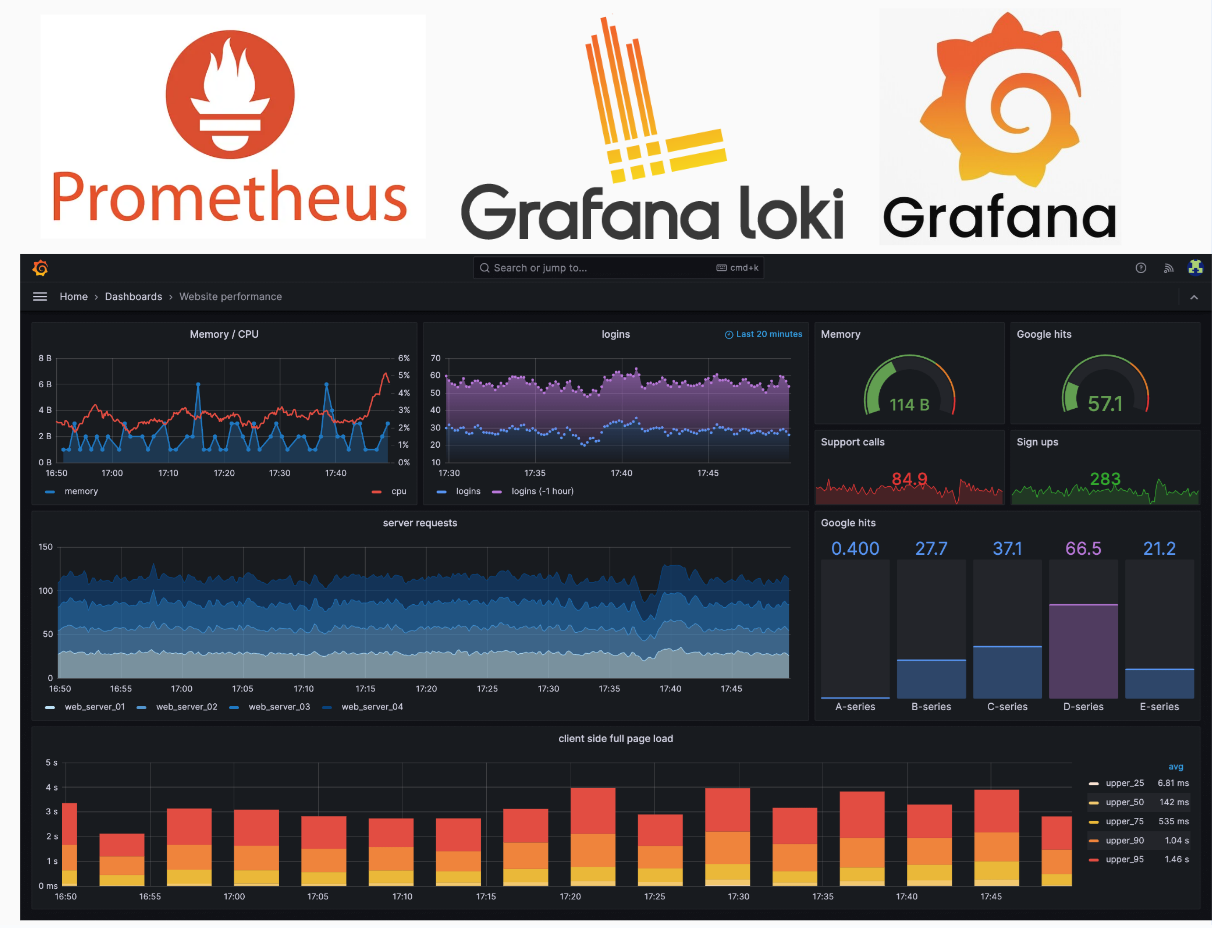 Prometheus
Grafana loki
Grafana
Search or jump to...
cmd+k
Home › Dashboards › Website performance
Memory / CPU
8 B
6 B
4 B
2 B
0 B
6%
5%
4%
3%
2%
1%
0%
16:50 17:00 17:10 17:20 17:30 17:40
memory
cpu
logins
Last 20 minutes
70
60
50
40
30
20
10
17:30 17:35 17:40 17:45
logins logins (-1 hour)
Memory
114 B
Google hits
57.1
Support calls
84.9
Sign ups
283
server requests
150
100
50
0
16:50 16:55 17:00 17:05 17:10 17:15 17:20 17:25 17:30 17:35 17:40 17:45
web_server_01 web_server_02 web_server_03 web_server_04
Google hits
0.400 27.7 37.1 66.5 21.2
A-series B-series C-series D-series E-series
client side full page load
5 s
4 s
3 s
2 s
1 s
0 ms
16:50 16:55 17:00 17:05 17:10 17:15 17:20 17:25 17:30 17:35 17:40 17:45
avg
upper_25 6.81 ms
upper_50 142 ms
upper_75 535 ms
upper_90 1.04 s
upper_95 1.46 s